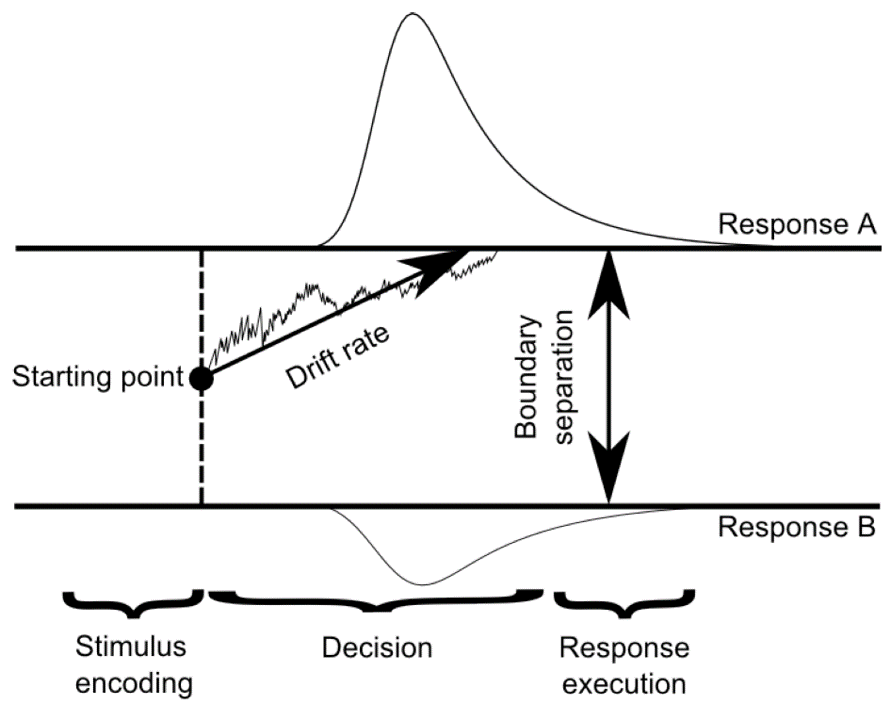 Response A
Starting point
Drift rate
Boundary
separation
Response B
Stimulus
encoding
Decision
Response
execution